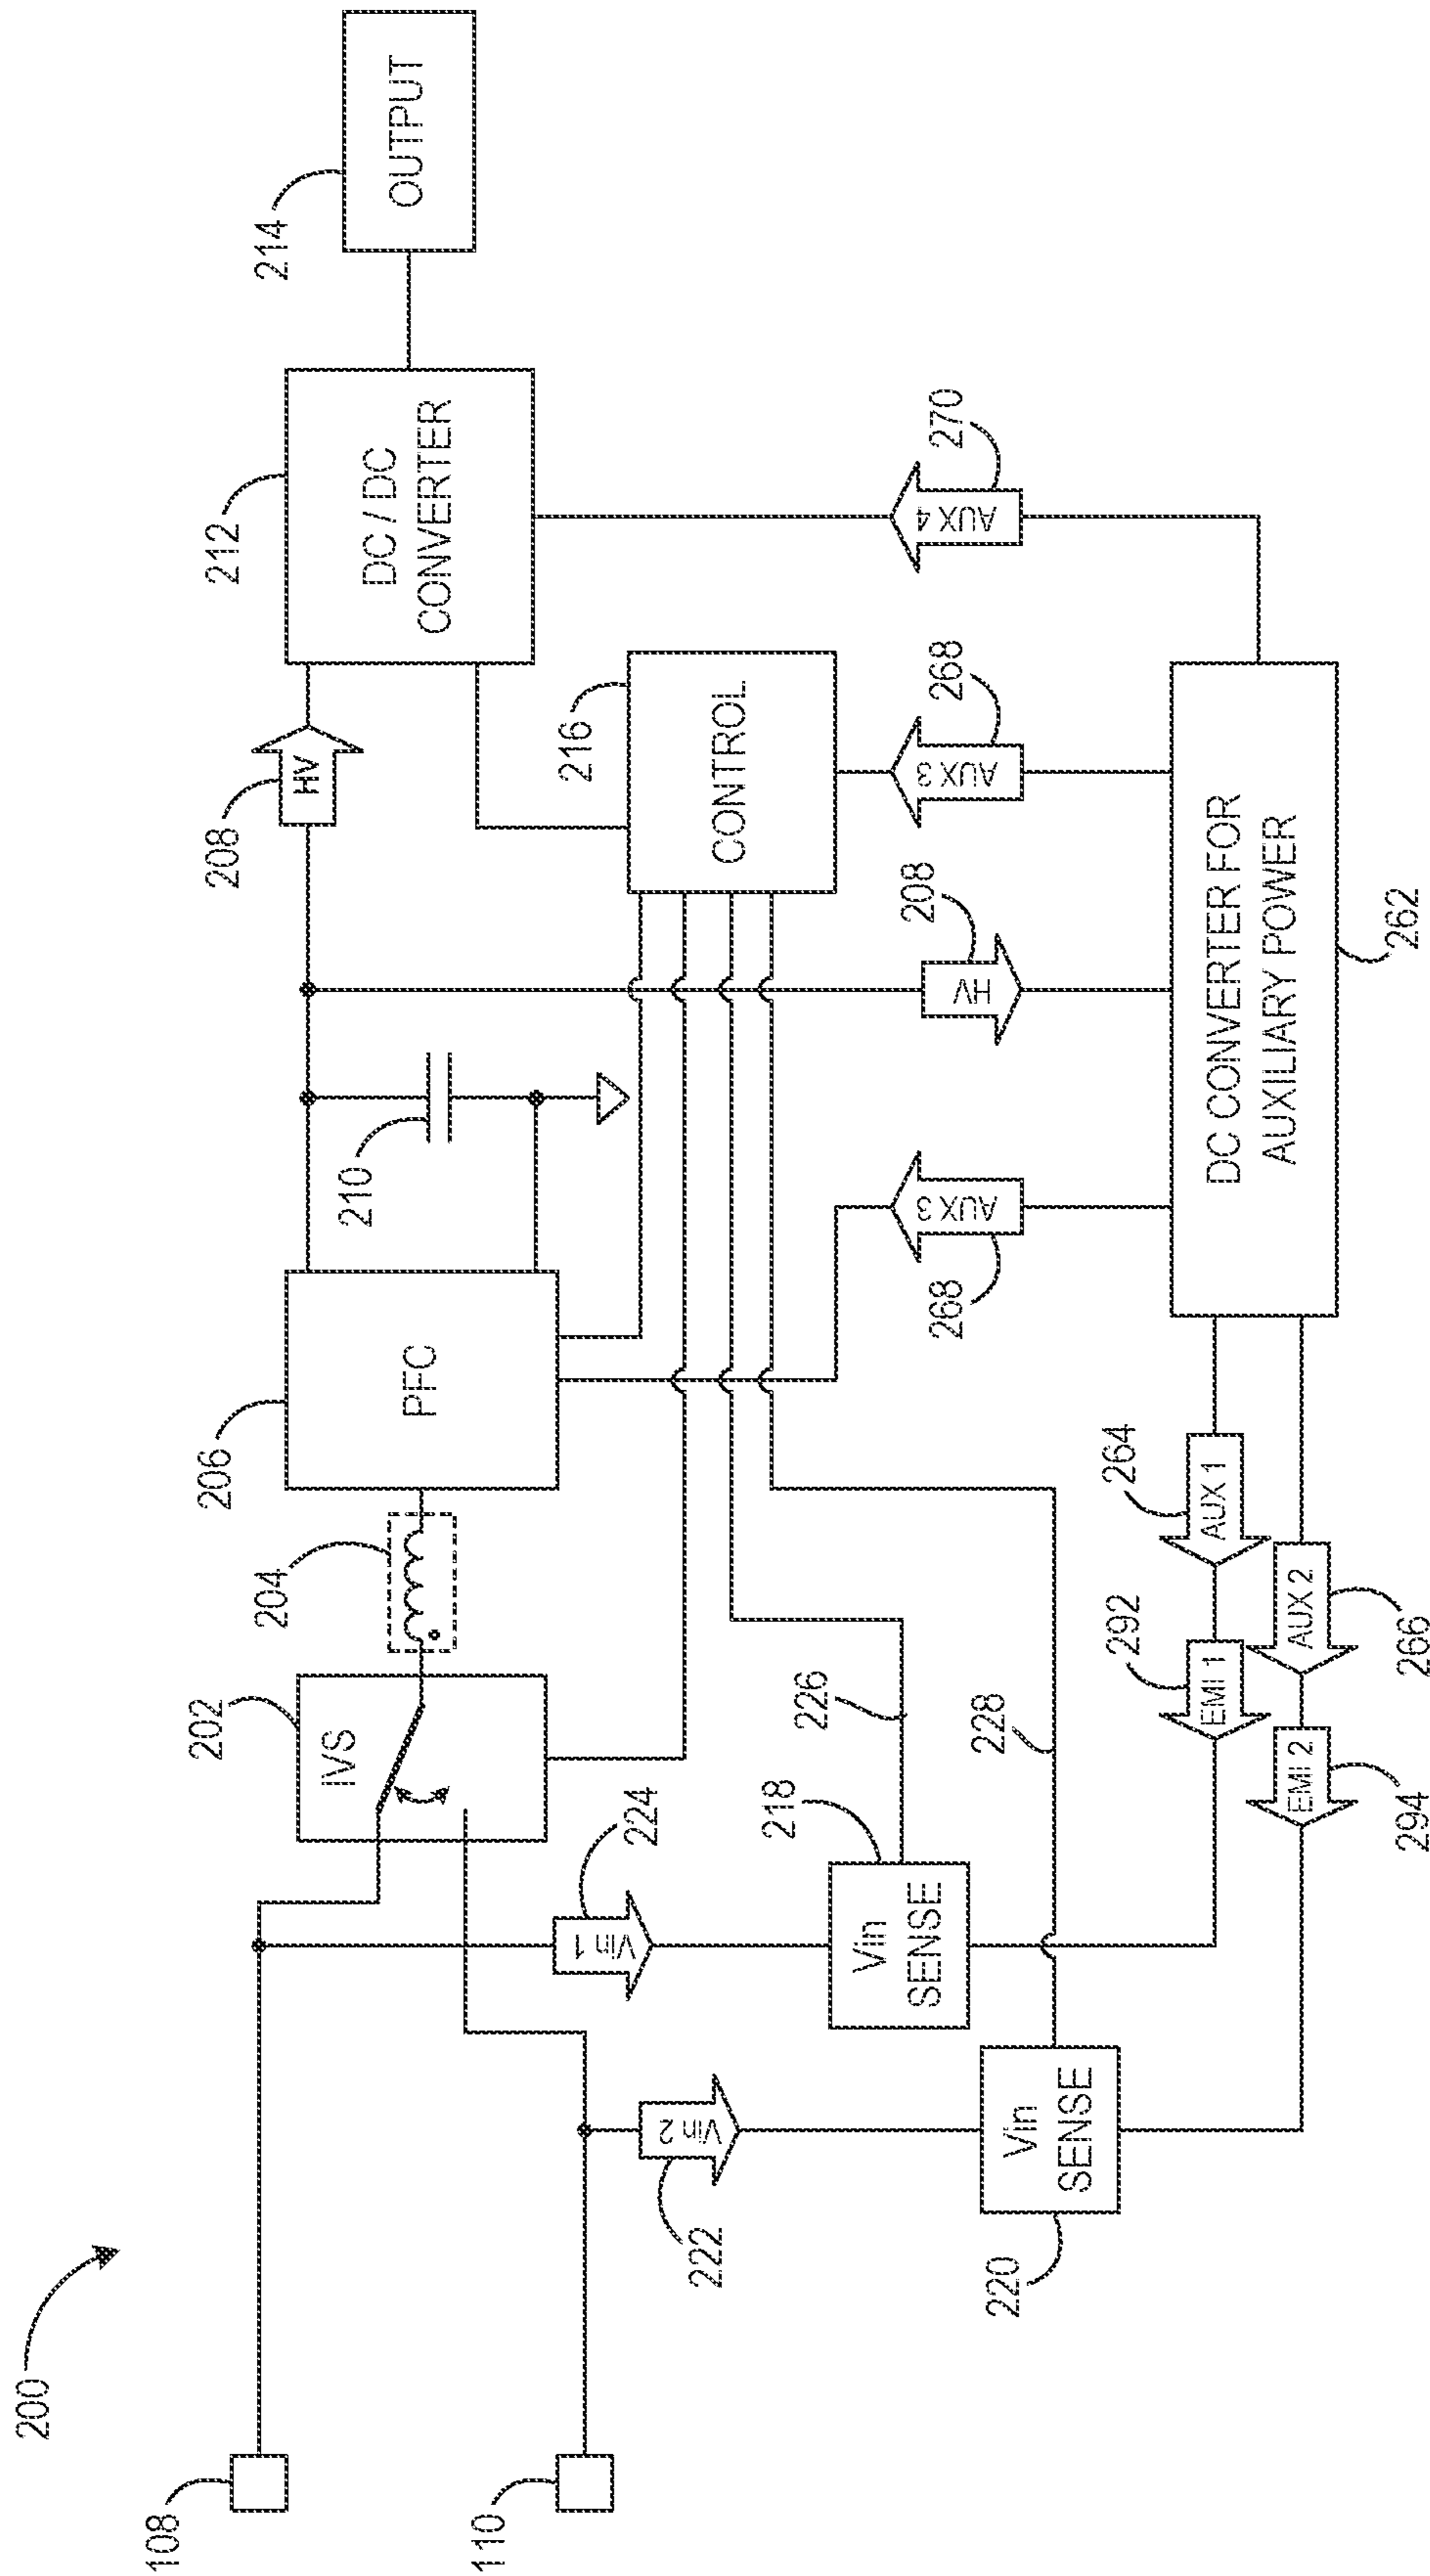 200
108
110
202
IVS
204
206
PFC
210
208
HV
212
DC / DC
CONVERTER
214
OUTPUT
216
CONTROL
224
Vin 1
222
Vin 2
218
Vin
SENSE
220
Vin
SENSE
226
228
268
AUX 3
208
HV
268
AUX 3
270
AUX 4
264
AUX 1
292
EMI 1
AUX 2
266
EMI 2
294
DC CONVERTER FOR
AUXILIARY POWER
262